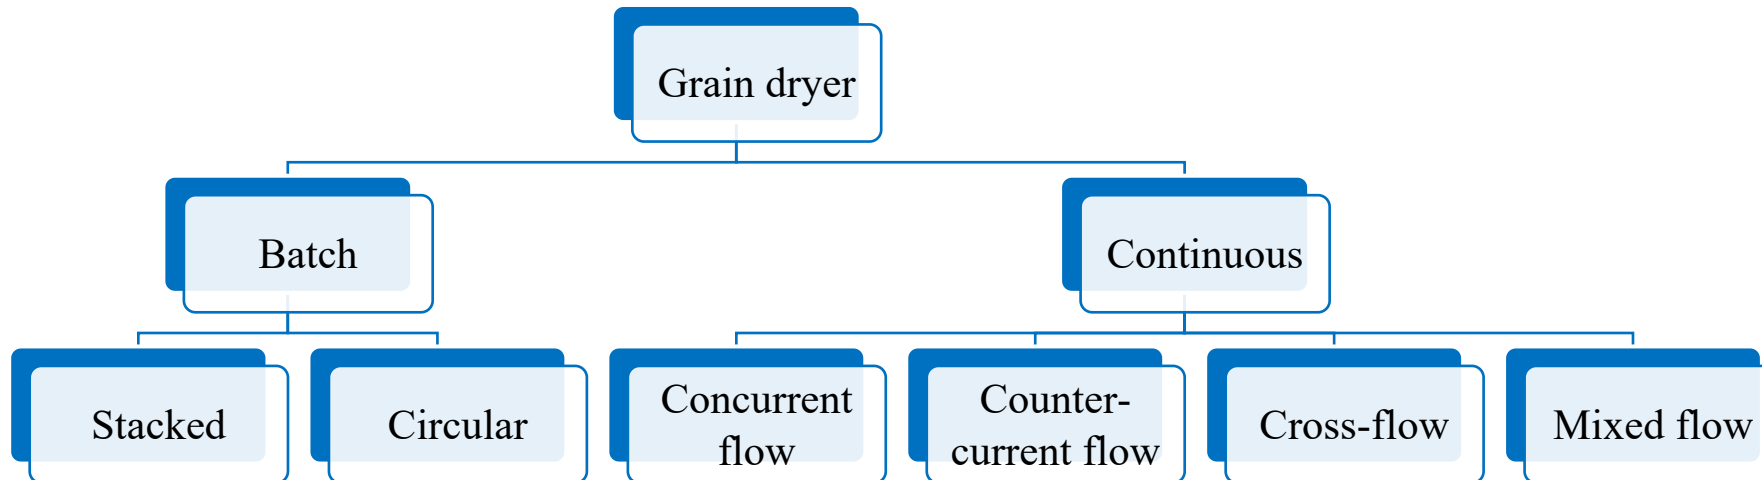 Grain dryer
Batch
Continuous
Stacked
Circular
Concurrent
flow
Counter-
current flow
Cross-flow
Mixed flow